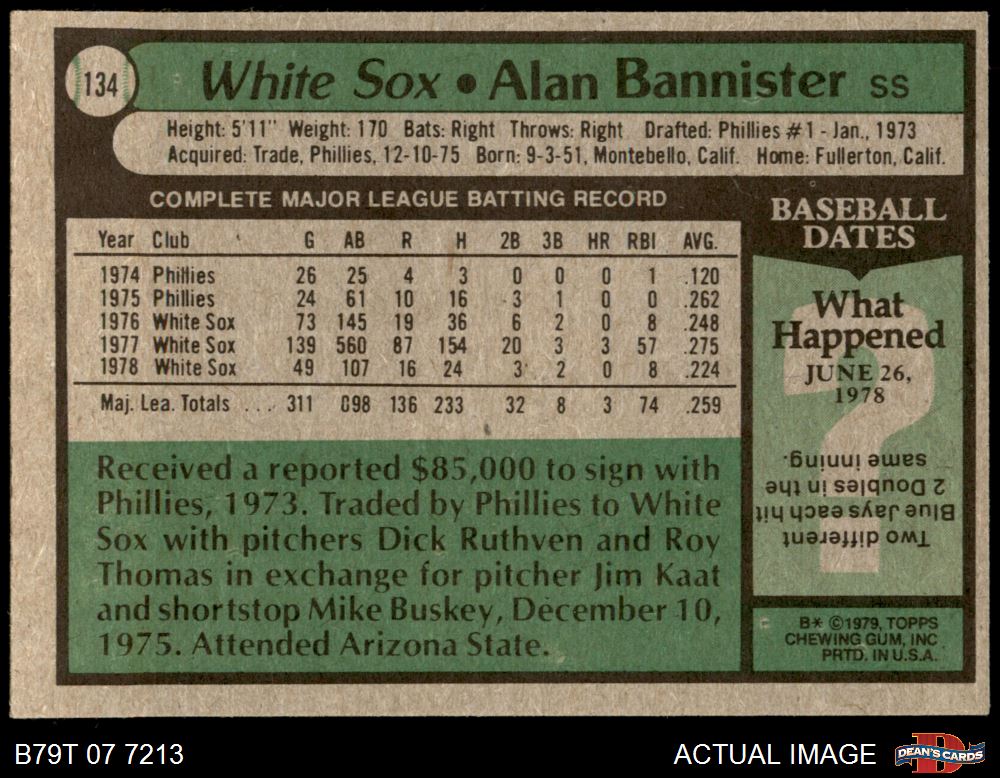 134
White Sox • Alan Bannister SS
Height: 5'11" Weight: 170 Bats: Right Throws: Right Drafted: Phillies #1 - Jan., 1973
Acquired: Trade, Phillies, 12-10-75 Born: 9-3-51, Montebello, Calif. Home: Fullerton, Calif.
COMPLETE MAJOR LEAGUE BATTING RECORD
Year Club G AB R H 2B 3B HR RBI AVG.
1974 Phillies 26 25 4 3 0 0 0 1 .120
1975 Phillies 24 61 10 16 3 1 0 0 .262
1976 White Sox 73 145 19 36 6 2 0 8 .248
1977 White Sox 139 560 87 154 20 3 3 57 .275
1978 White Sox 49 107 16 24 3 2 0 8 .224
Maj. Lea. Totals .... 311 898 136 233 32 8 3 74 .259
Received a reported $85,000 to sign with
Phillies, 1973. Traded by Phillies to White
Sox with pitchers Dick Ruthven and Roy
Thomas in exchange for pitcher Jim Kaat
and shortstop Mike Buskey, December 10,
1975. Attended Arizona State.
BASEBALL
DATES
What
Happened
JUNE 26,
1978
?
Two different
Blue Jays each hit
2 Doubles in the
same inning.
B* ©1979, TOPPS
CHEWING GUM, INC
PRTD. IN U.S.A.
B79T 07 7213
ACTUAL IMAGE
DEAN'S CARDS